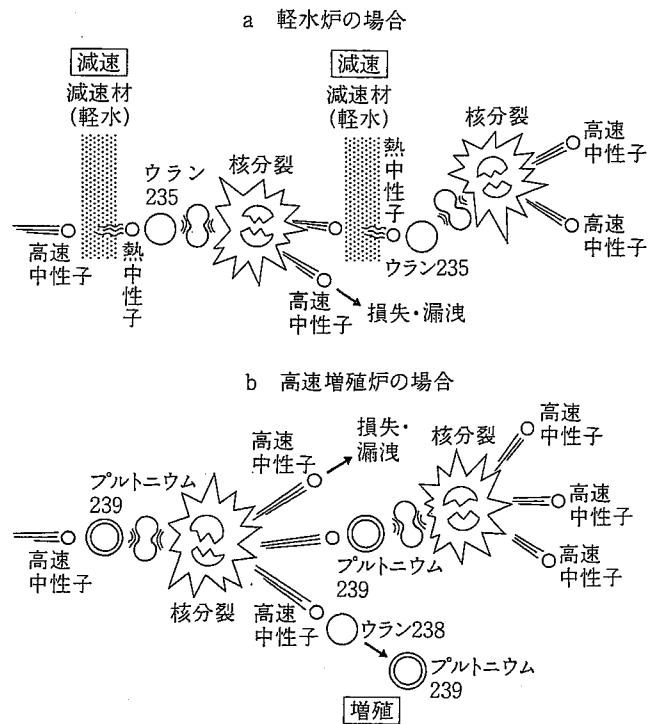 a 軽水炉の場合
減速
減速材
(軽水)
高速
中性子
熱中性子
ウラン
235
核分裂
高速
中性子
損失・漏洩
減速
減速材
(軽水)
熱中性子
ウラン235
核分裂
高速
中性子
高速
中性子
b 高速増殖炉の場合
高速
中性子
プルトニウム
239
核分裂
高速
中性子
損失・
漏洩
プルトニウム
239
核分裂
高速
中性子
高速
中性子
高速
中性子
高速
中性子
ウラン238
プルトニウム
239
増殖